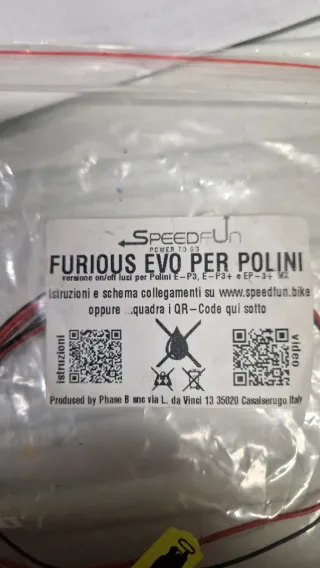 SPEEDFUn
POWER TO GO
FURIOUS EVO PER POLINI
versione on/off luci per Polini E-P3, E-P3+ e EP-3+ MX
Istruzioni e schema collegamenti su www.speedfun.bike
oppure ...quadra i QR-Code qui sotto
istruzioni
video
Produced by Phase B snc via L. da Vinci 13 35020 Casalserugo Italy